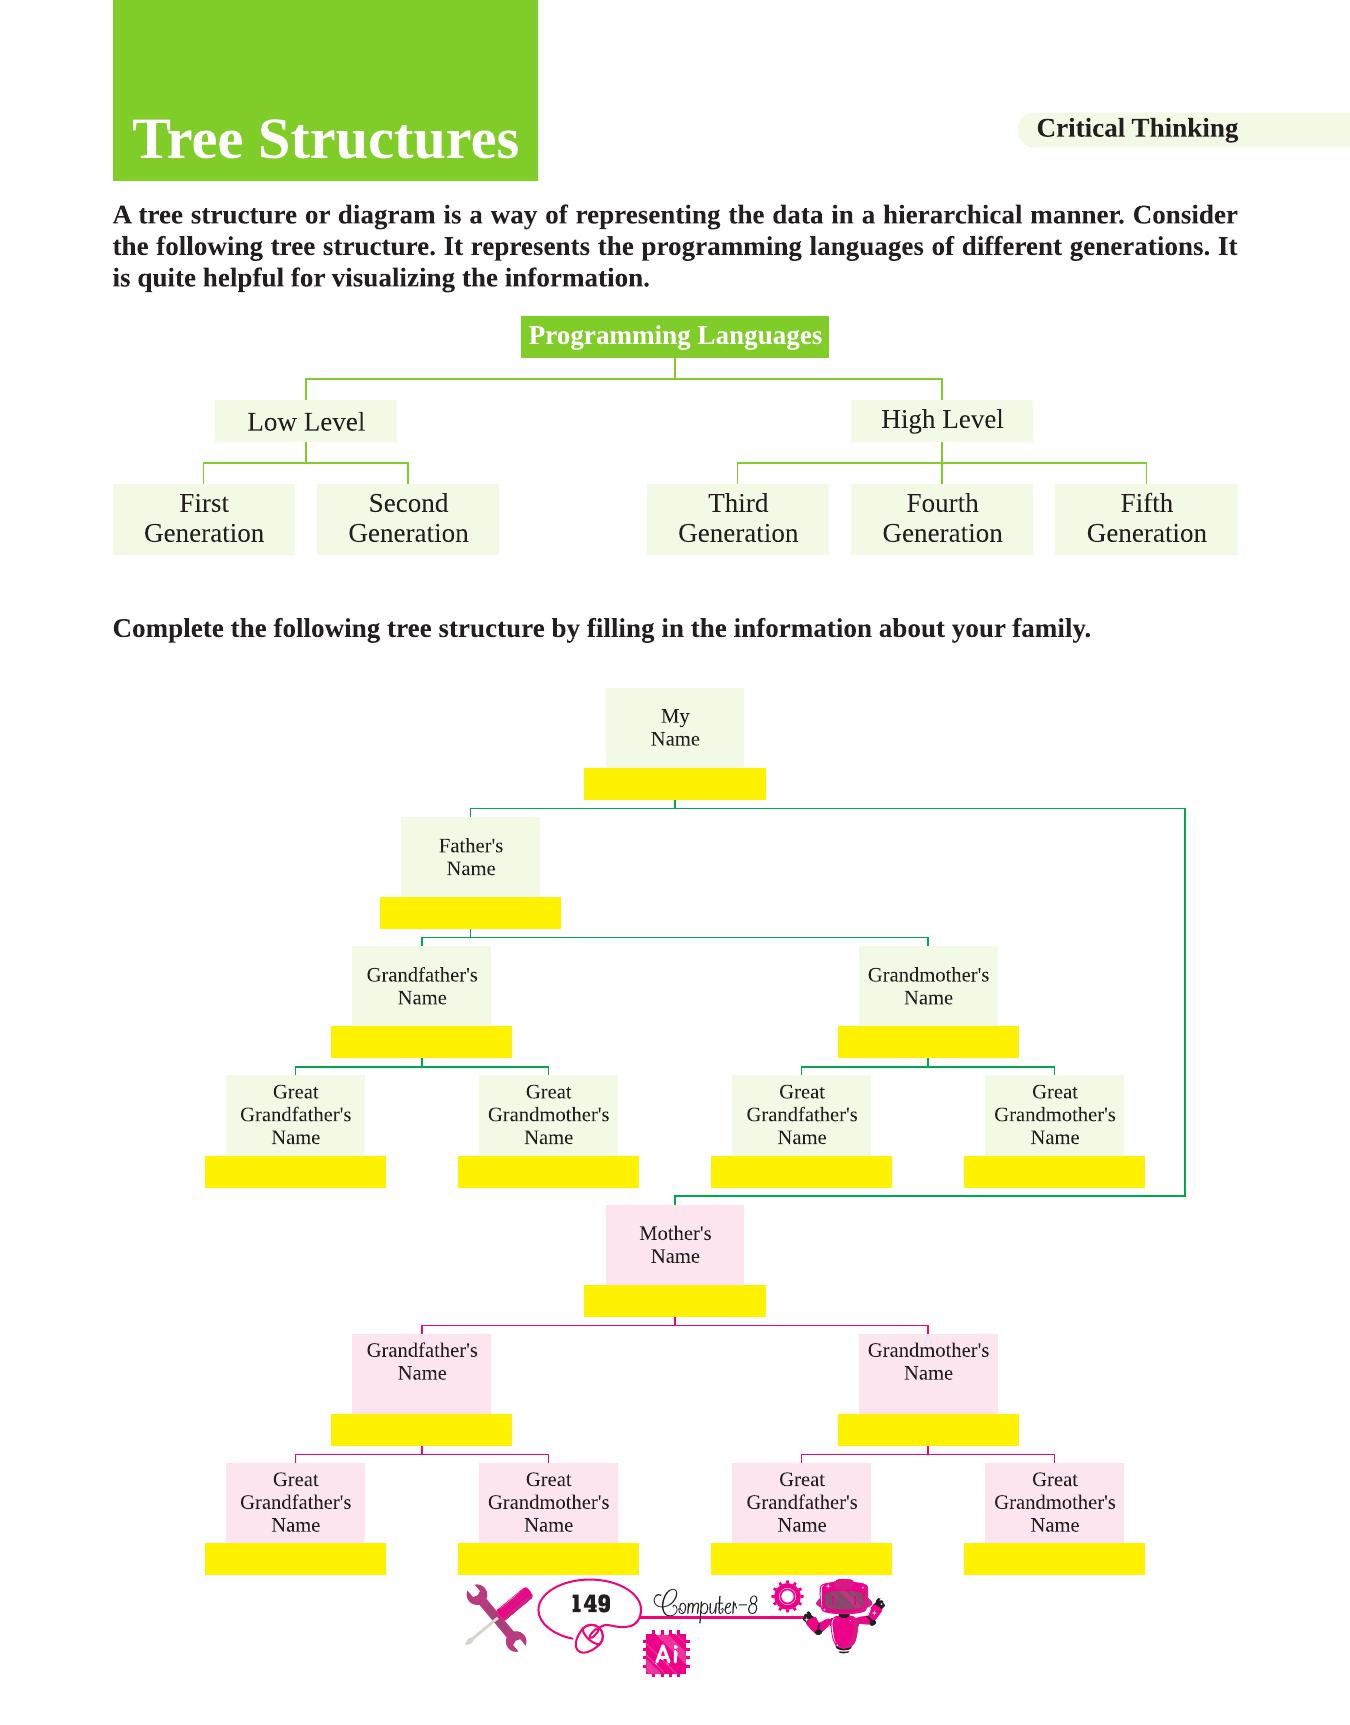 Tree Structures
Critical Thinking
A tree structure or diagram is a way of representing the data in a hierarchical manner. Consider
the following tree structure. It represents the programming languages of different generations. It
is quite helpful for visualizing the information.
Programming Languages
Low Level
High Level
First
Generation
Second
Generation
Third
Generation
Fourth
Generation
Fifth
Generation
Complete the following tree structure by filling in the information about your family.
My
Name
Father's
Name
Grandfather's
Name
Grandmother's
Name
Great
Grandfather's
Name
Great
Grandmother's
Name
Great
Grandfather's
Name
Great
Grandmother's
Name
Mother's
Name
Grandfather's
Name
Grandmother's
Name
Great
Grandfather's
Name
Great
Grandmother's
Name
Great
Grandfather's
Name
Great
Grandmother's
Name
149
Computer-8
Ai